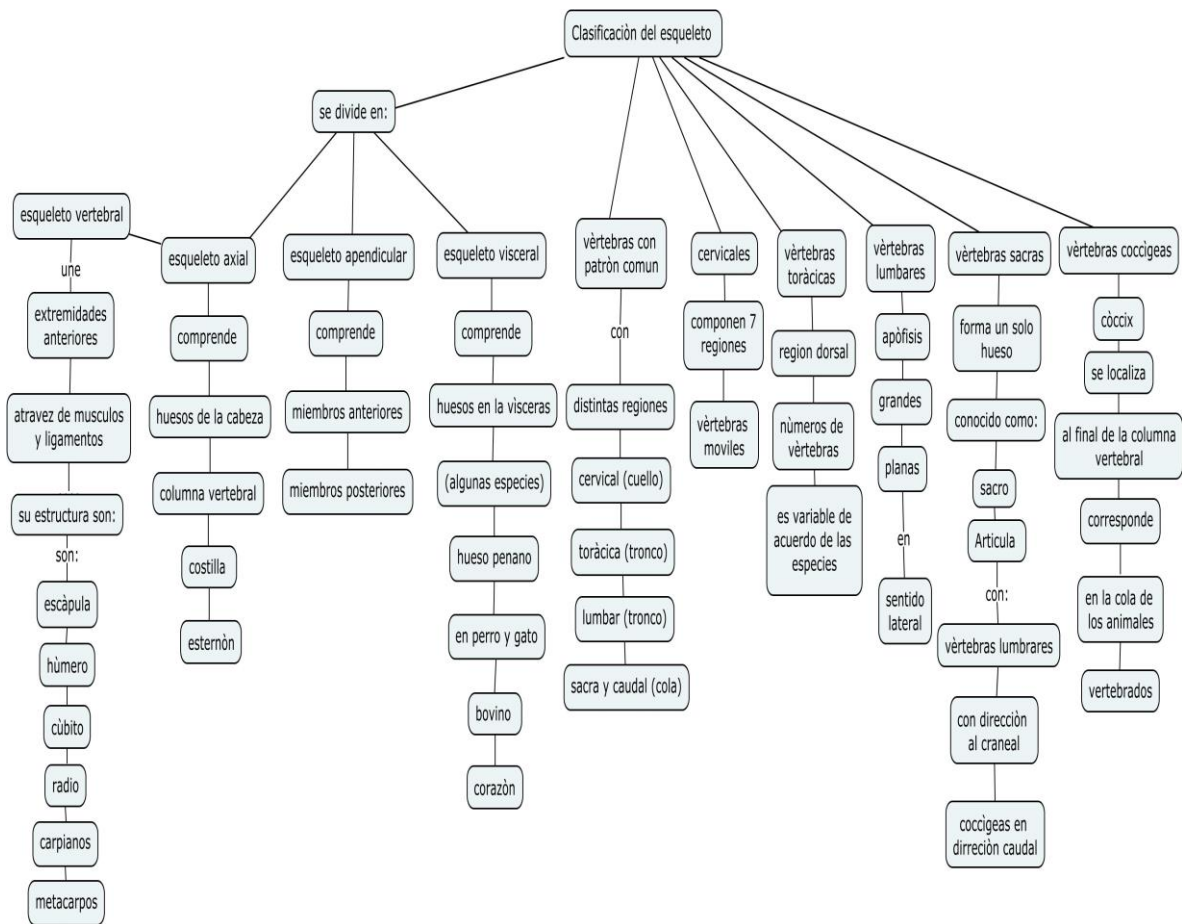 Clasificaciòn del esqueleto
se divide en:
esqueleto vertebral
une
extremidades
anteriores
atravez de musculos
y ligamentos
su estructura son:
son:
escàpula
hùmero
cùbito
radio
carpianos
metacarpos
esqueleto axial
comprende
huesos de la cabeza
columna vertebral
costilla
esternòn
esqueleto apendicular
comprende
miembros anteriores
miembros posteriores
esqueleto visceral
comprende
huesos en la vìsceras
(algunas especies)
hueso penano
en perro y gato
bovino
corazòn
vèrtebras con
patròn comun
con
distintas regiones
cervical (cuello)
toràcica (tronco)
lumbar (tronco)
sacra y caudal (cola)
cervicales
componen 7
regiones
vèrtebras
moviles
vèrtebras
toràcicas
region dorsal
nùmeros de
vèrtebras
es variable de
acuerdo de las
especies
vèrtebras
lumbares
apòfisis
grandes
planas
en
sentido
lateral
vèrtebras sacras
forma un solo
hueso
conocido como:
sacro
Articula
con:
vèrtebras lumbrares
con direcciòn
al craneal
coccìgeas en
dirreciòn caudal
vèrtebras coccìgeas
còccix
se localiza
al final de la columna
vertebral
corresponde
en la cola de
los animales
vertebrados